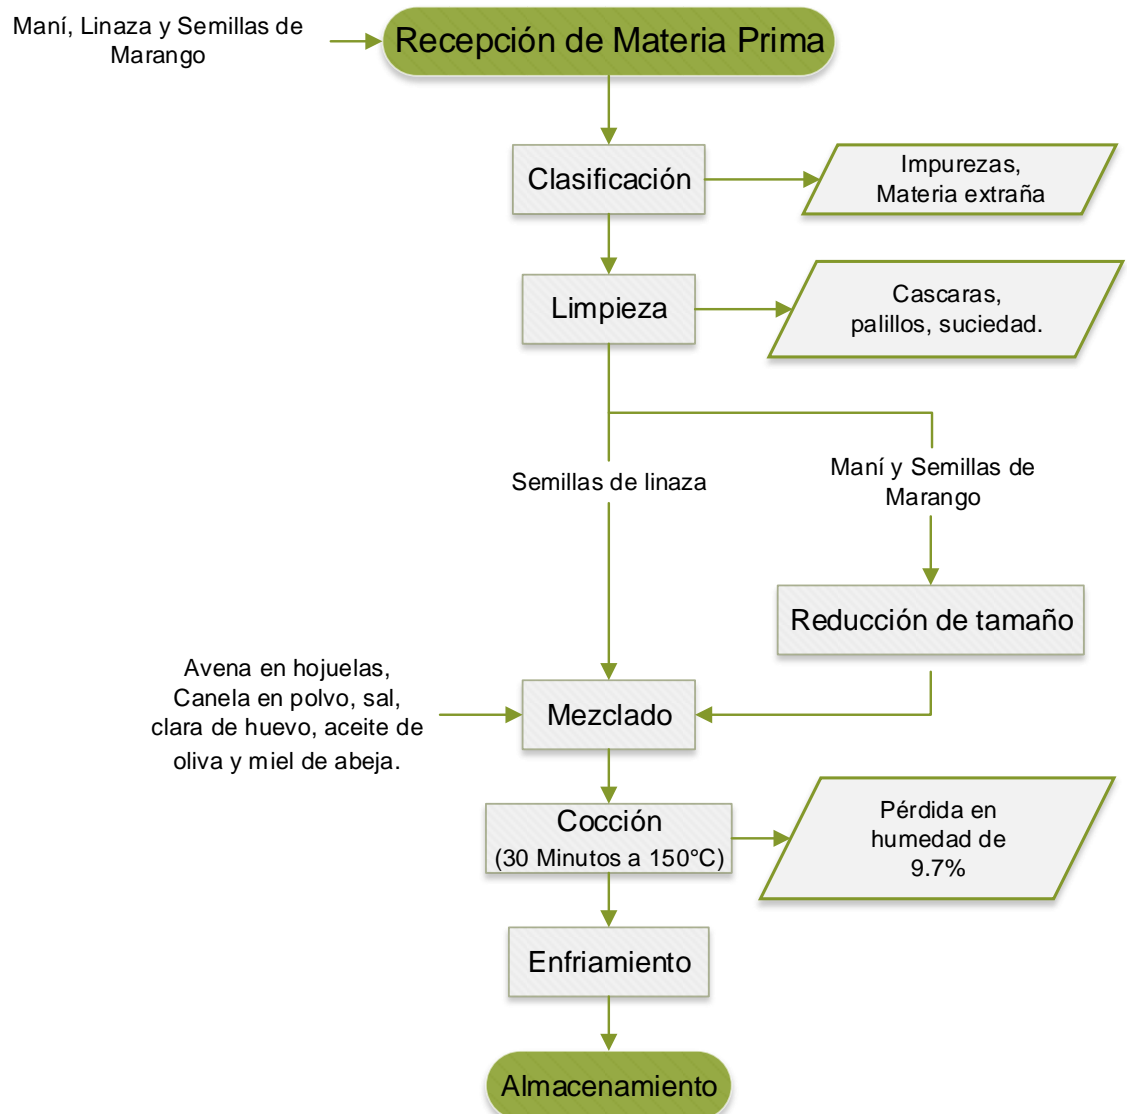 Maní, Linaza y Semillas de
Marango
Recepción de Materia Prima
Clasificación
Impurezas,
Materia extraña
Limpieza
Cascaras,
palillos, suciedad.
Semillas de linaza
Maní y Semillas de
Marango
Reducción de tamaño
Avena en hojuelas,
Canela en polvo, sal,
clara de huevo, aceite de
oliva y miel de abeja.
Mezclado
Cocción
(30 Minutos a 150°C)
Pérdida en
humedad de
9.7%
Enfriamiento
Almacenamiento